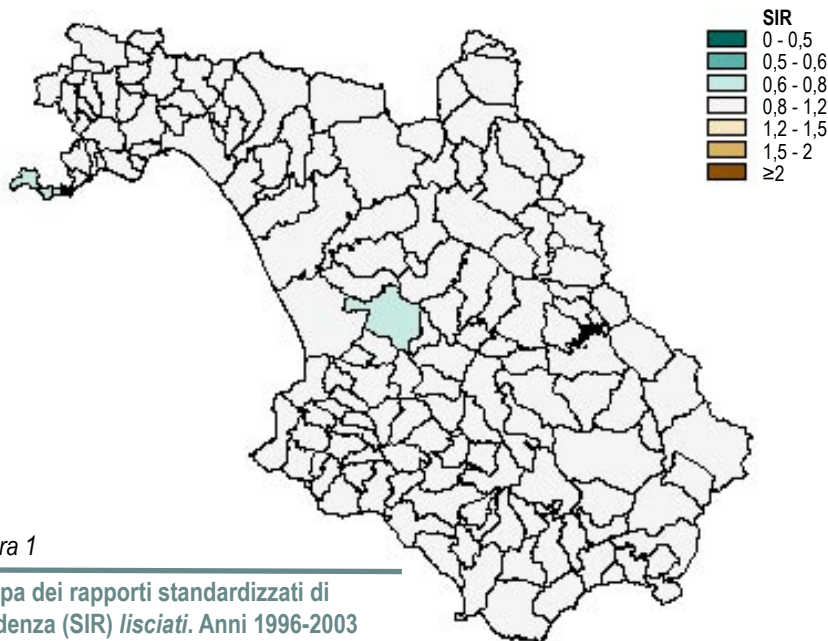 SIR
0 - 0,5
0,5 - 0,6
0,6 - 0,8
0,8 - 1,2
1,2 - 1,5
1,5 - 2
≥2
ra 1
pa dei rapporti standardizzati di
denza (SIR) lisciati. Anni 1996-2003